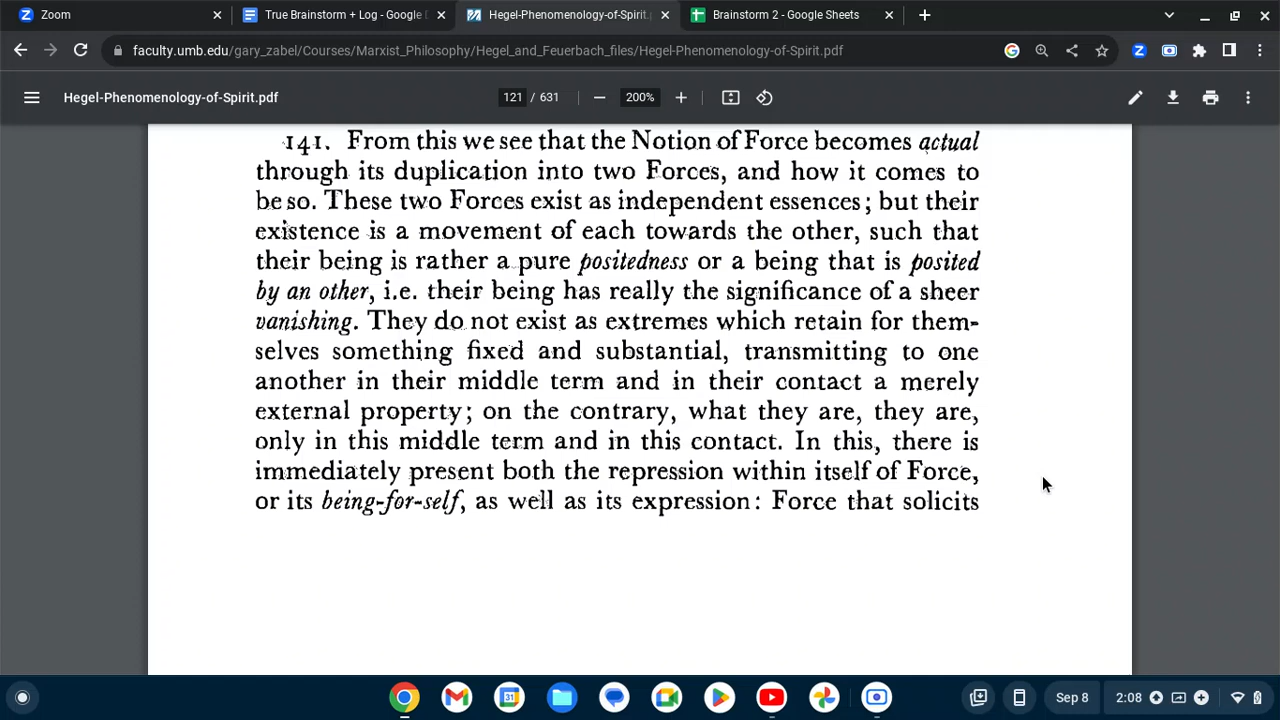 Zoom
True Brainstorm + Log - Google D
Hegel-Phenomenology-of-Spirit.
Brainstorm 2 - Google Sheets
faculty.umb.edu/gary_zabel/Courses/Marxist_Philosophy/Hegel_and_Feuerbach_files/Hegel-Phenomenology-of-Spirit.pdf
Hegel-Phenomenology-of-Spirit.pdf
121 / 631
200%
141. From this we see that the Notion of Force becomes actual
through its duplication into two Forces, and how it comes to
be so. These two Forces exist as independent essences; but their
existence is a movement of each towards the other, such that
their being is rather a pure positedness or a being that is posited
by an other, i.e. their being has really the significance of a sheer
vanishing. They do not exist as extremes which retain for them-
selves something fixed and substantial, transmitting to one
another in their middle term and in their contact a merely
external property; on the contrary, what they are, they are,
only in this middle term and in this contact. In this, there is
immediately present both the repression within itself of Force,
or its being-for-self, as well as its expression: Force that solicits
Sep 8
2:08